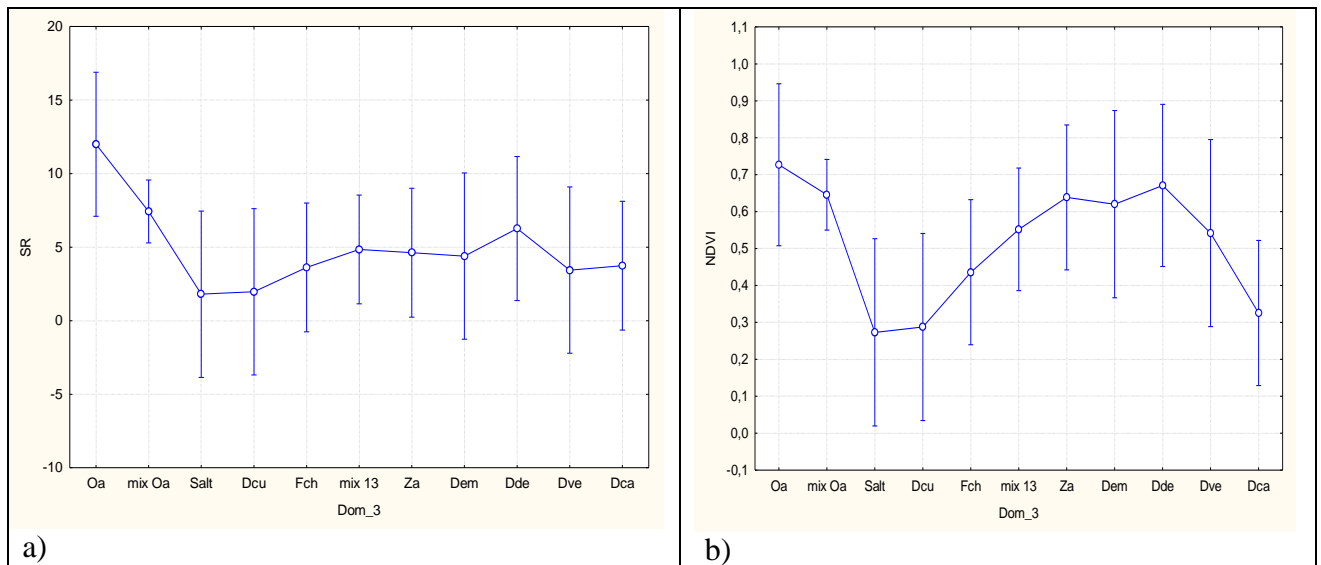 20
15
10
5
0
-5
-10
SR
Oa mix Oa Salt Dcu Fch mix 13 Za Dem Dde Dve Dca
Dom_3
a)
1,1
1,0
0,9
0,8
0,7
0,6
0,5
0,4
0,3
0,2
0,1
0,0
-0,1
NDVI
Oa mix Oa Salt Dcu Fch mix 13 Za Dem Dde Dve Dca
Dom_3
b)